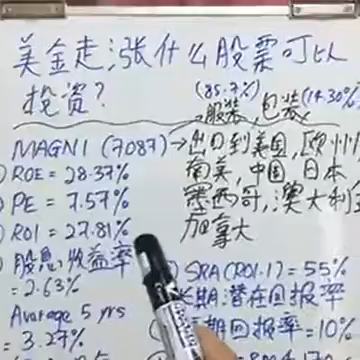 美金走涨什么股票可以
投资?
(85.7%) (14.30%)
服装, 包装
MAGNI (7087) → 出口到美国, 欧州
南美, 中国, 日本
墨西哥, 澳大利
加拿大
ROE = 28.37%
PE = 7.57%
ROI = 27.81%
股息收益率
= 2.63%
Average 5 yrs
= 3.27%
SRA (ROI.1) = 55%
长期潜在回报率
期回报率 = 10%